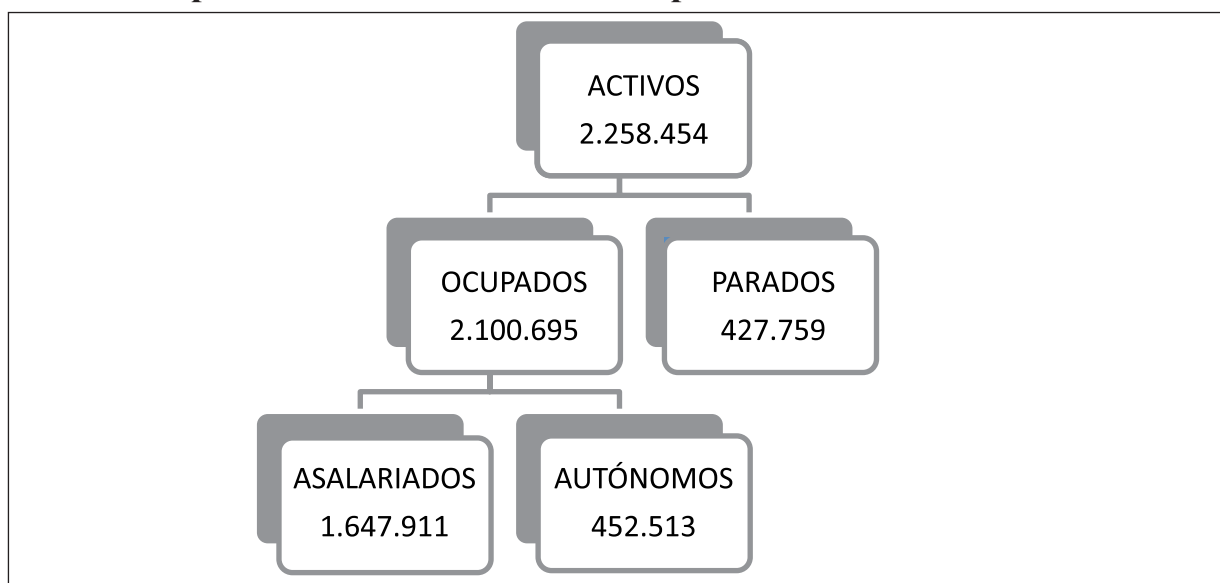 ACTIVOS
2.258.454
OCUPADOS
2.100.695
PARADOS
427.759
ASALARIADOS
1.647.911
AUTÓNOMOS
452.513